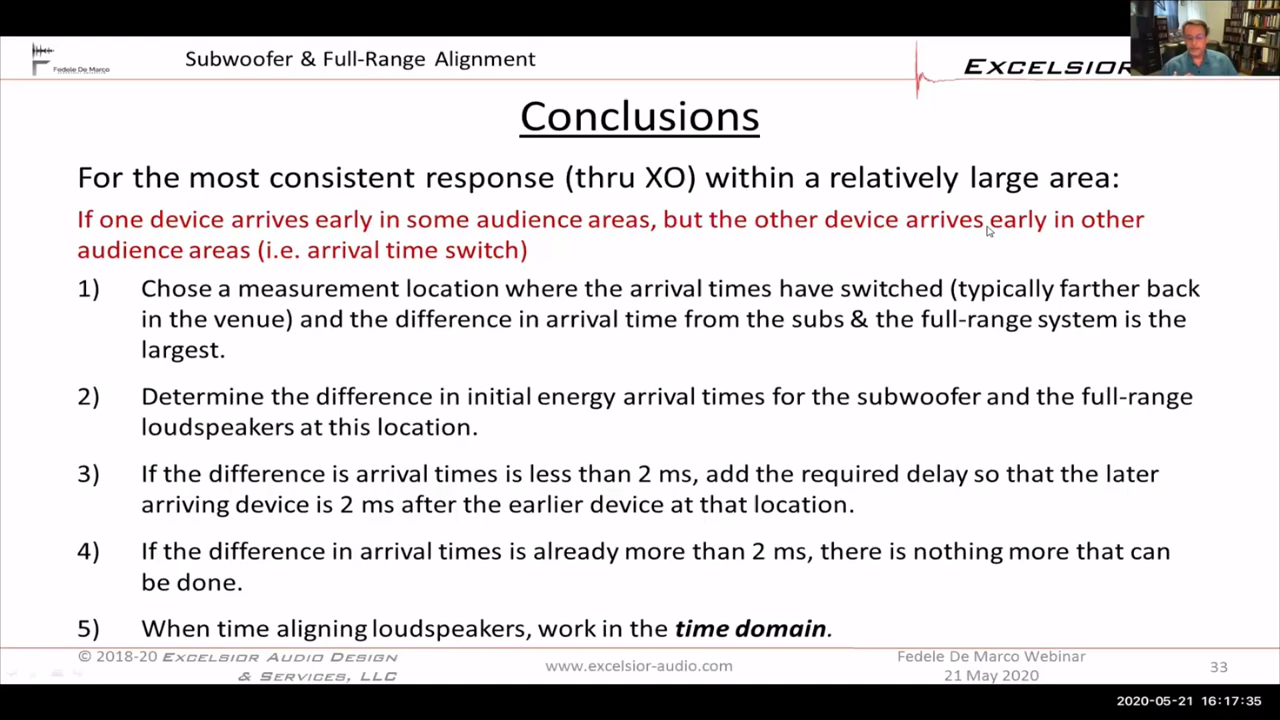 Fedele De Marco
Subwoofer & Full-Range Alignment
EXCELSIOR
Conclusions
For the most consistent response (thru XO) within a relatively large area:
If one device arrives early in some audience areas, but the other device arrives early in other
audience areas (i.e. arrival time switch)
1) Chose a measurement location where the arrival times have switched (typically farther back
in the venue) and the difference in arrival time from the subs & the full-range system is the
largest.
2) Determine the difference in initial energy arrival times for the subwoofer and the full-range
loudspeakers at this location.
3) If the difference is arrival times is less than 2 ms, add the required delay so that the later
arriving device is 2 ms after the earlier device at that location.
4) If the difference in arrival times is already more than 2 ms, there is nothing more that can
be done.
5) When time aligning loudspeakers, work in the time domain.
© 2018-20 EXCELSIOR AUDIO DESIGN
& SERVICES, LLC
www.excelsior-audio.com
Fedele De Marco Webinar
21 May 2020
33
2020-05-21 16:17:35